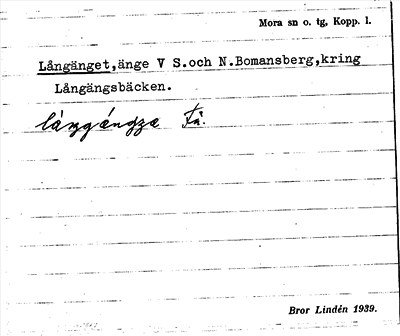 Mora sn o. tg, Kopp. l.
Långänget,änge V S.och N.Bomansberg,kring
Långängsbäcken.
Bror Lindén 1939.